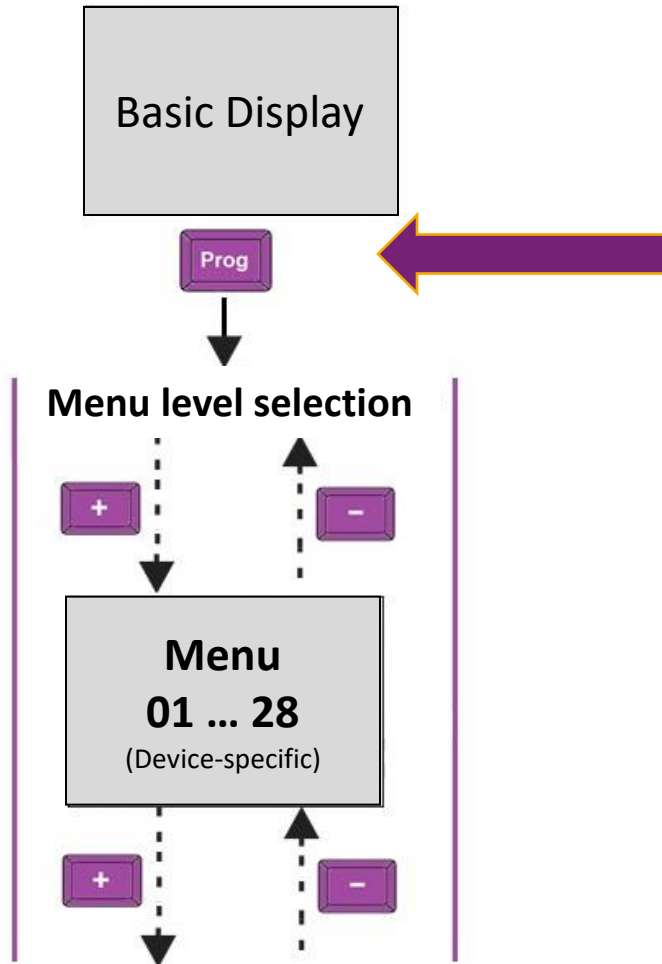 Basic Display
Prog
Menu level selection
+
−
Menu
01 ... 28
(Device-specific)
+
−